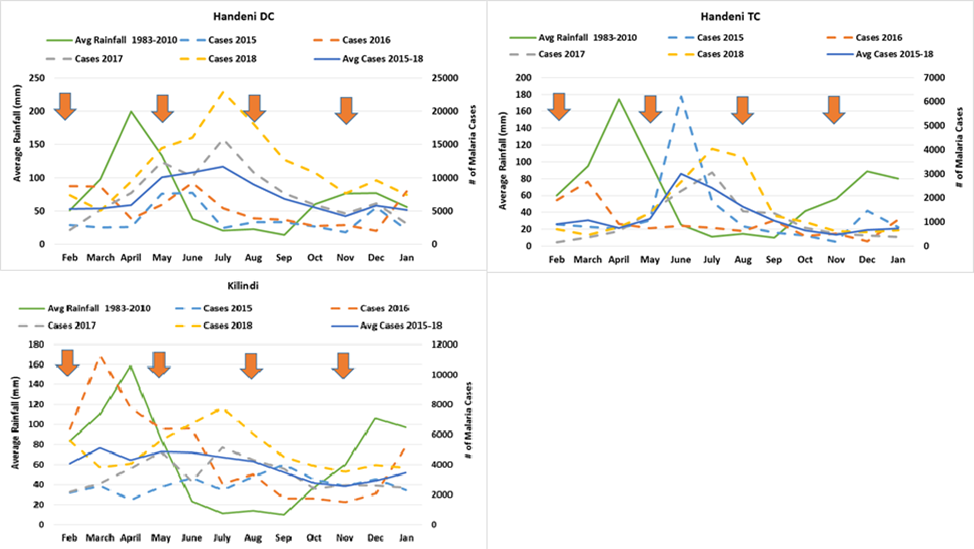 Handeni DC
Avg Rainfall 1983-2010 Cases 2015 Cases 2016
Cases 2017 Cases 2018 Avg Cases 2015-18
Average Rainfall (mm)
250
200
150
100
50
0
25000
20000
15000
10000
5000
0
# of Malaria Cases
Feb March April May June July Aug Sep Oct Nov Dec Jan
Handeni TC
Avg Rainfall 1983-2010 Cases 2015 Cases 2016
Cases 2017 Cases 2018 Avg Cases 2015-18
Average Rainfall (mm)
200
180
160
140
120
100
80
60
40
20
0
7000
6000
5000
4000
3000
2000
1000
0
# of Malaria Cases
Feb March April May June July Aug Sep Oct Nov Dec Jan
Kilindi
Avg Rainfall 1983-2010 Cases 2015 Cases 2016
Cases 2017 Cases 2018 Avg Cases 2015-18
Average Rainfall (mm)
180
160
140
120
100
80
60
40
20
0
12000
10000
8000
6000
4000
2000
0
# of Malaria Cases
Feb March April May June July Aug Sep Oct Nov Dec Jan